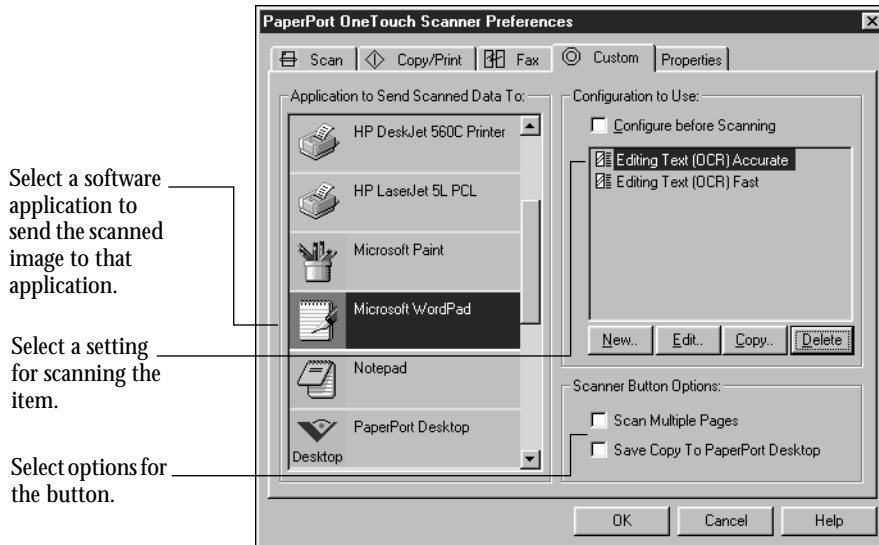 PaperPort OneTouch Scanner Preferences
Scan
Copy/Print
Fax
Custom
Properties
Application to Send Scanned Data To:
HP DeskJet 560C Printer
HP LaserJet 5L PCL
Microsoft Paint
Microsoft WordPad
Notepad
PaperPort Desktop
Desktop
Configuration to Use:
Configure before Scanning
Editing Text (OCR) Accurate
Editing Text (OCR) Fast
New..
Edit..
Copy..
Delete
Scanner Button Options:
Scan Multiple Pages
Save Copy To PaperPort Desktop
OK
Cancel
Help
Select a software
application to
send the scanned
image to that
application.
Select a setting
for scanning the
item.
Select options for
the button.